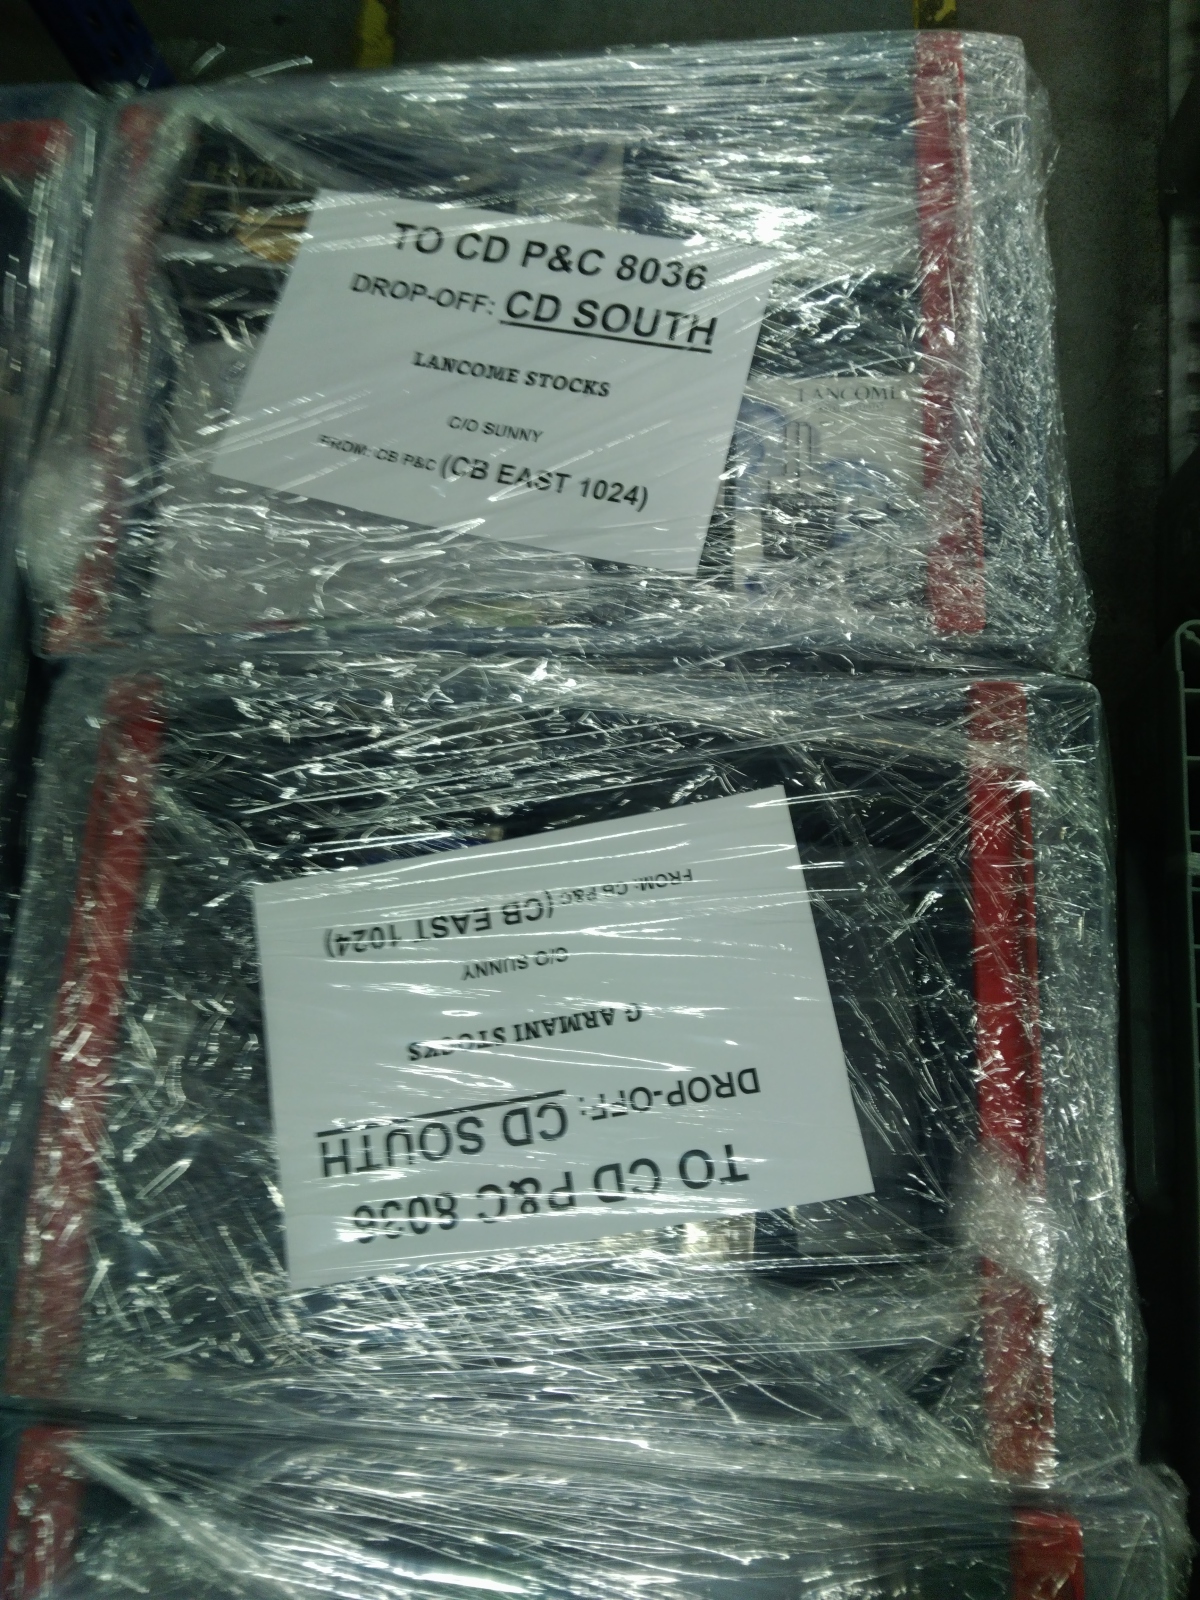 TO CD P&C 8036
DROP-OFF: CD SOUTH
LANCOME STOCKS
C/O SUNNY
FROM: CB P&C (CB EAST 1024)
LANCOME
TO CD P&C 8036
DROP-OFF: CD SOUTH
G ARMANI STOCKS
C/O SUNNY
FROM: CB P&C (CB EAST 1024)